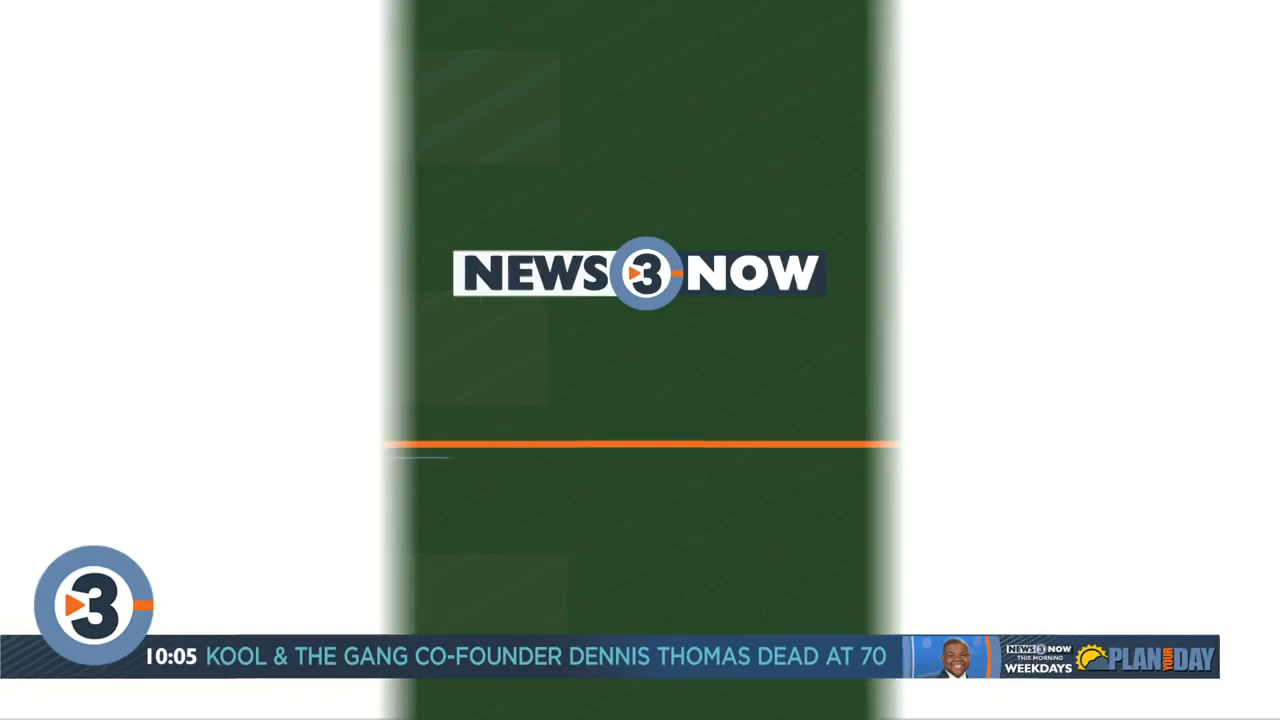 NEWS 3 NOW
3
10:05 KOOL & THE GANG CO-FOUNDER DENNIS THOMAS DEAD AT 70
NEWS 3 NOW
THIS MORNING
WEEKDAYS
PLAN YOUR DAY